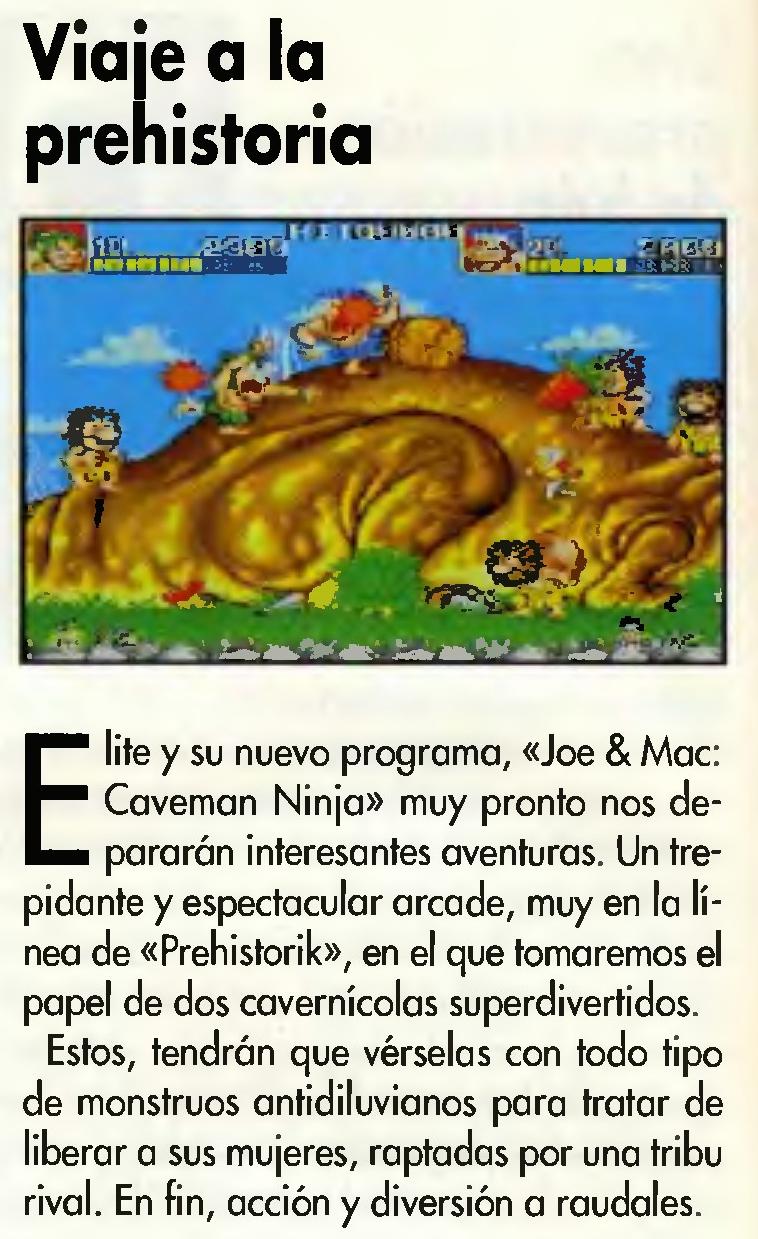 Viaje a la
prehistoria
Elite y su nuevo programa, «Joe & Mac:
Caveman Ninja» muy pronto nos de-
pararán interesantes aventuras. Un tre-
pidante y espectacular arcade, muy en la lí-
nea de «Prehistorik», en el que tomaremos el
papel de dos cavernícolas superdivertidos.
Estos, tendrán que vérselas con todo tipo
de monstruos antidiluvianos para tratar de
liberar a sus mujeres, raptadas por una tribu
rival. En fin, acción y diversión a raudales.